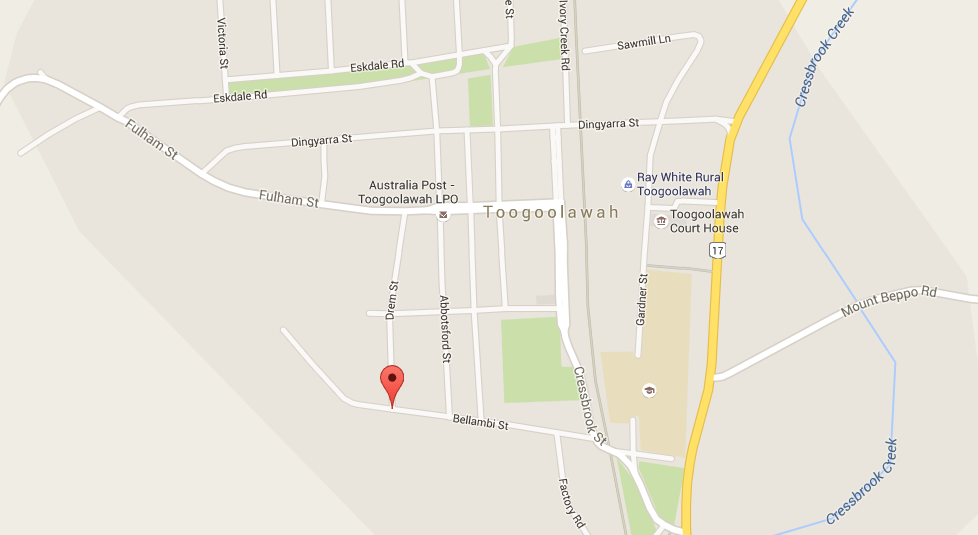 e St
Ivory Creek Rd
Victoria St
Sawmill Ln
Cressbrook Creek
Eskdale Rd
Eskdale Rd
Fulham St
Dingyarra St
Dingyarra St
Fulham St
Australia Post -
Toogoolawah LPO
Toogoolawah
Ray White Rural
Toogoolawah
Toogoolawah
Court House
17
Drem St
Abbotsford St
Gardner St
Mount Beppo Rd
Cressbrook St
Bellambi St
Factory Rd
Cressbrook Creek